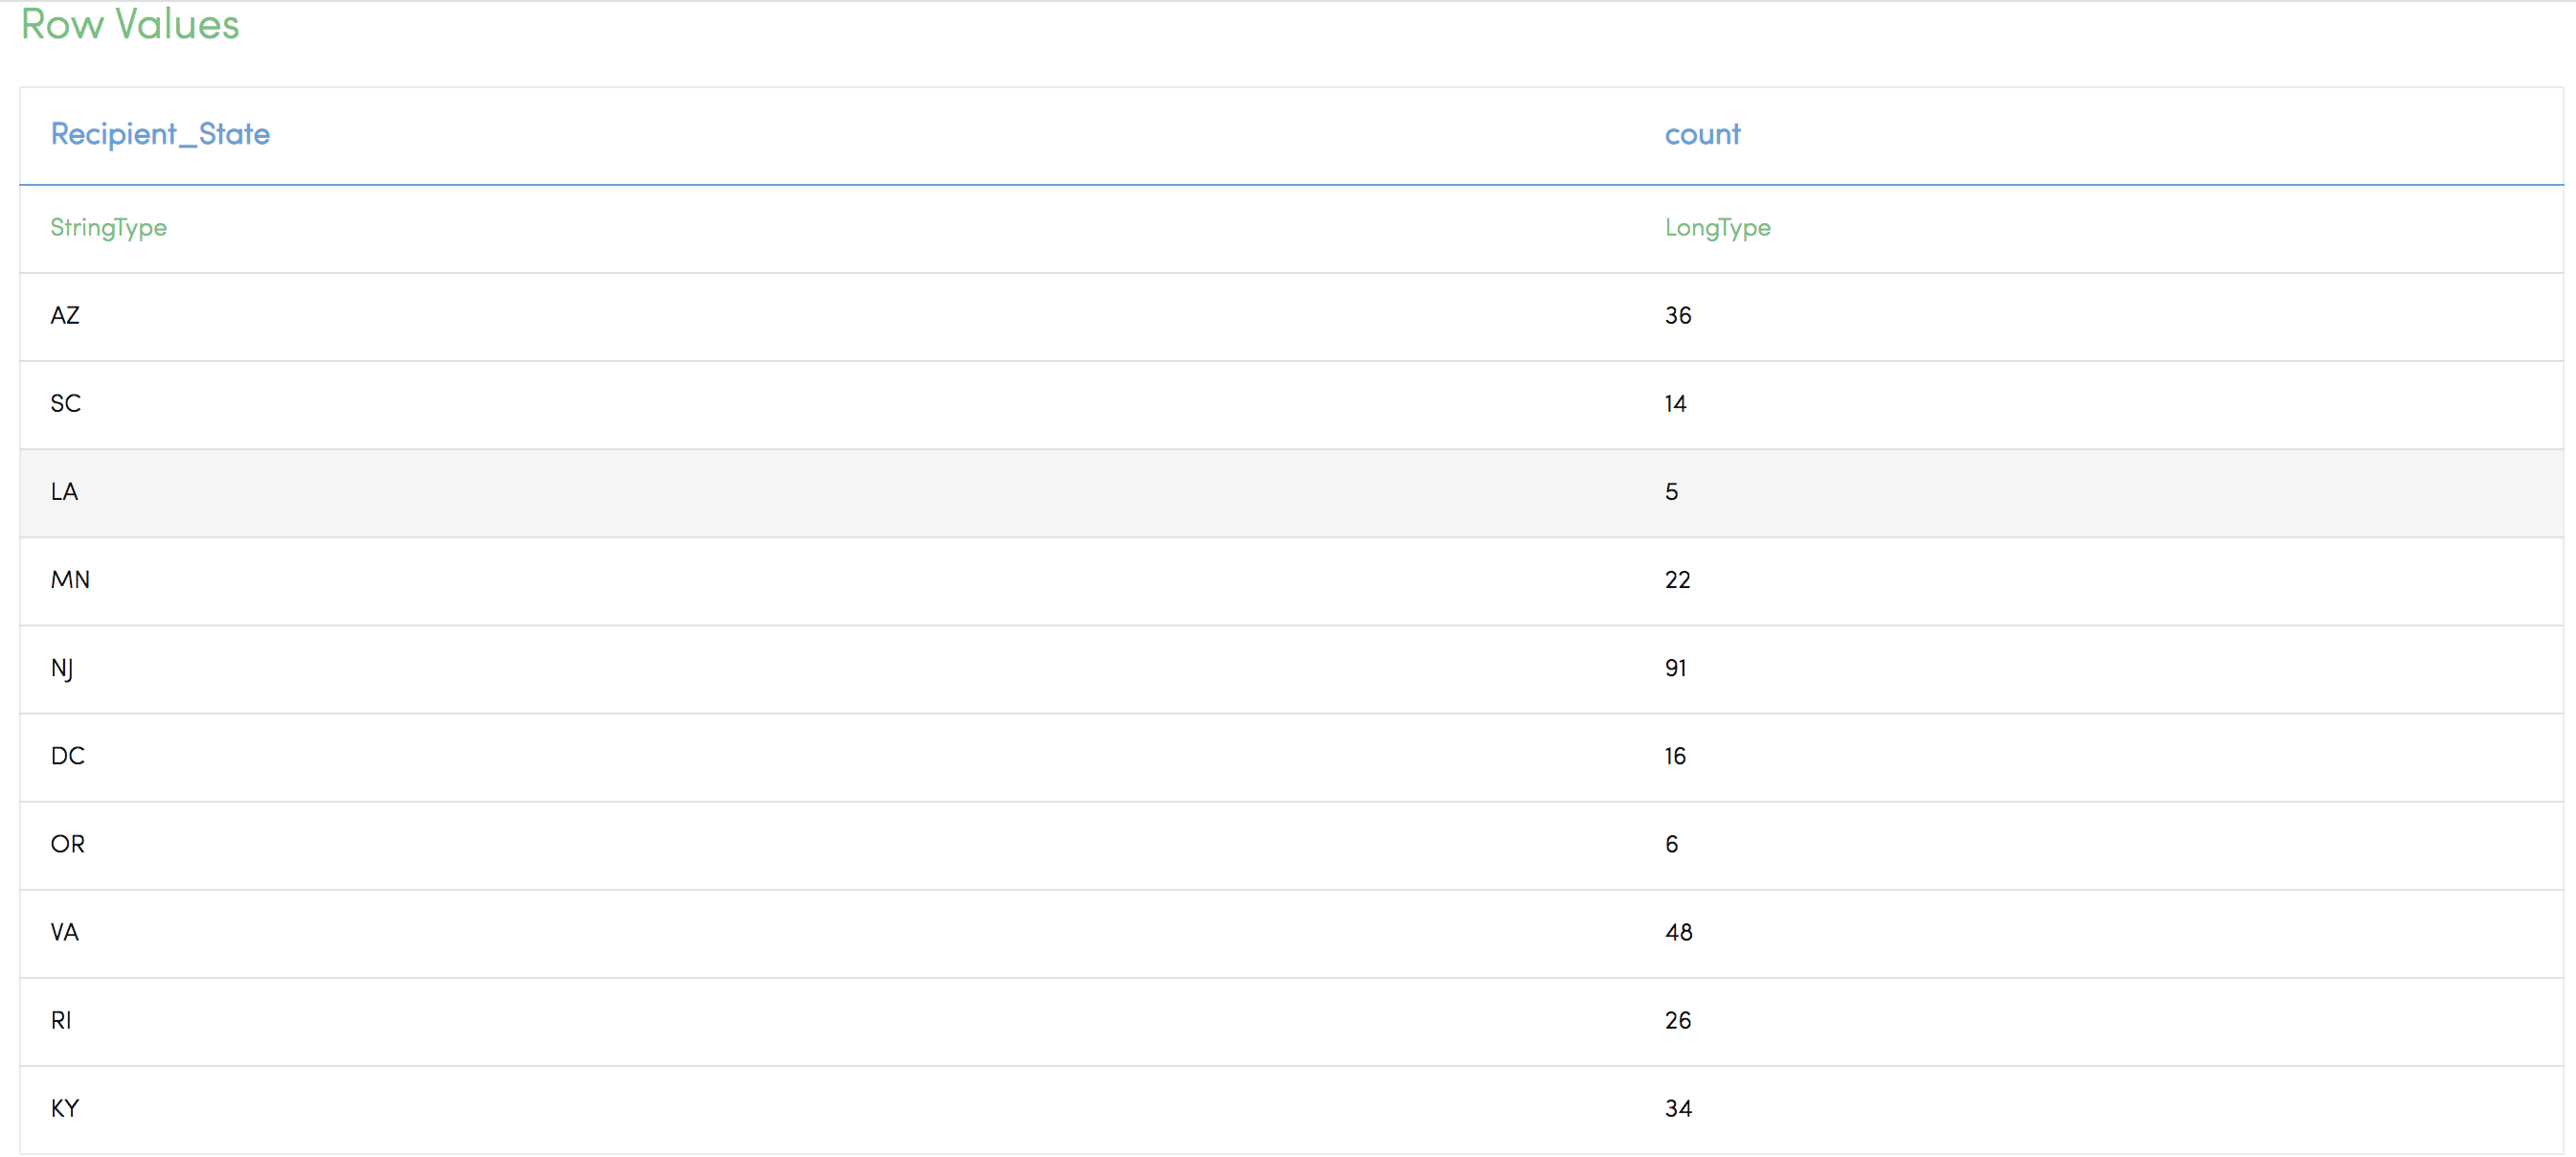 Row Values
Recipient_State count
StringType LongType
AZ 36
SC 14
LA 5
MN 22
NJ 91
DC 16
OR 6
VA 48
RI 26
KY 34